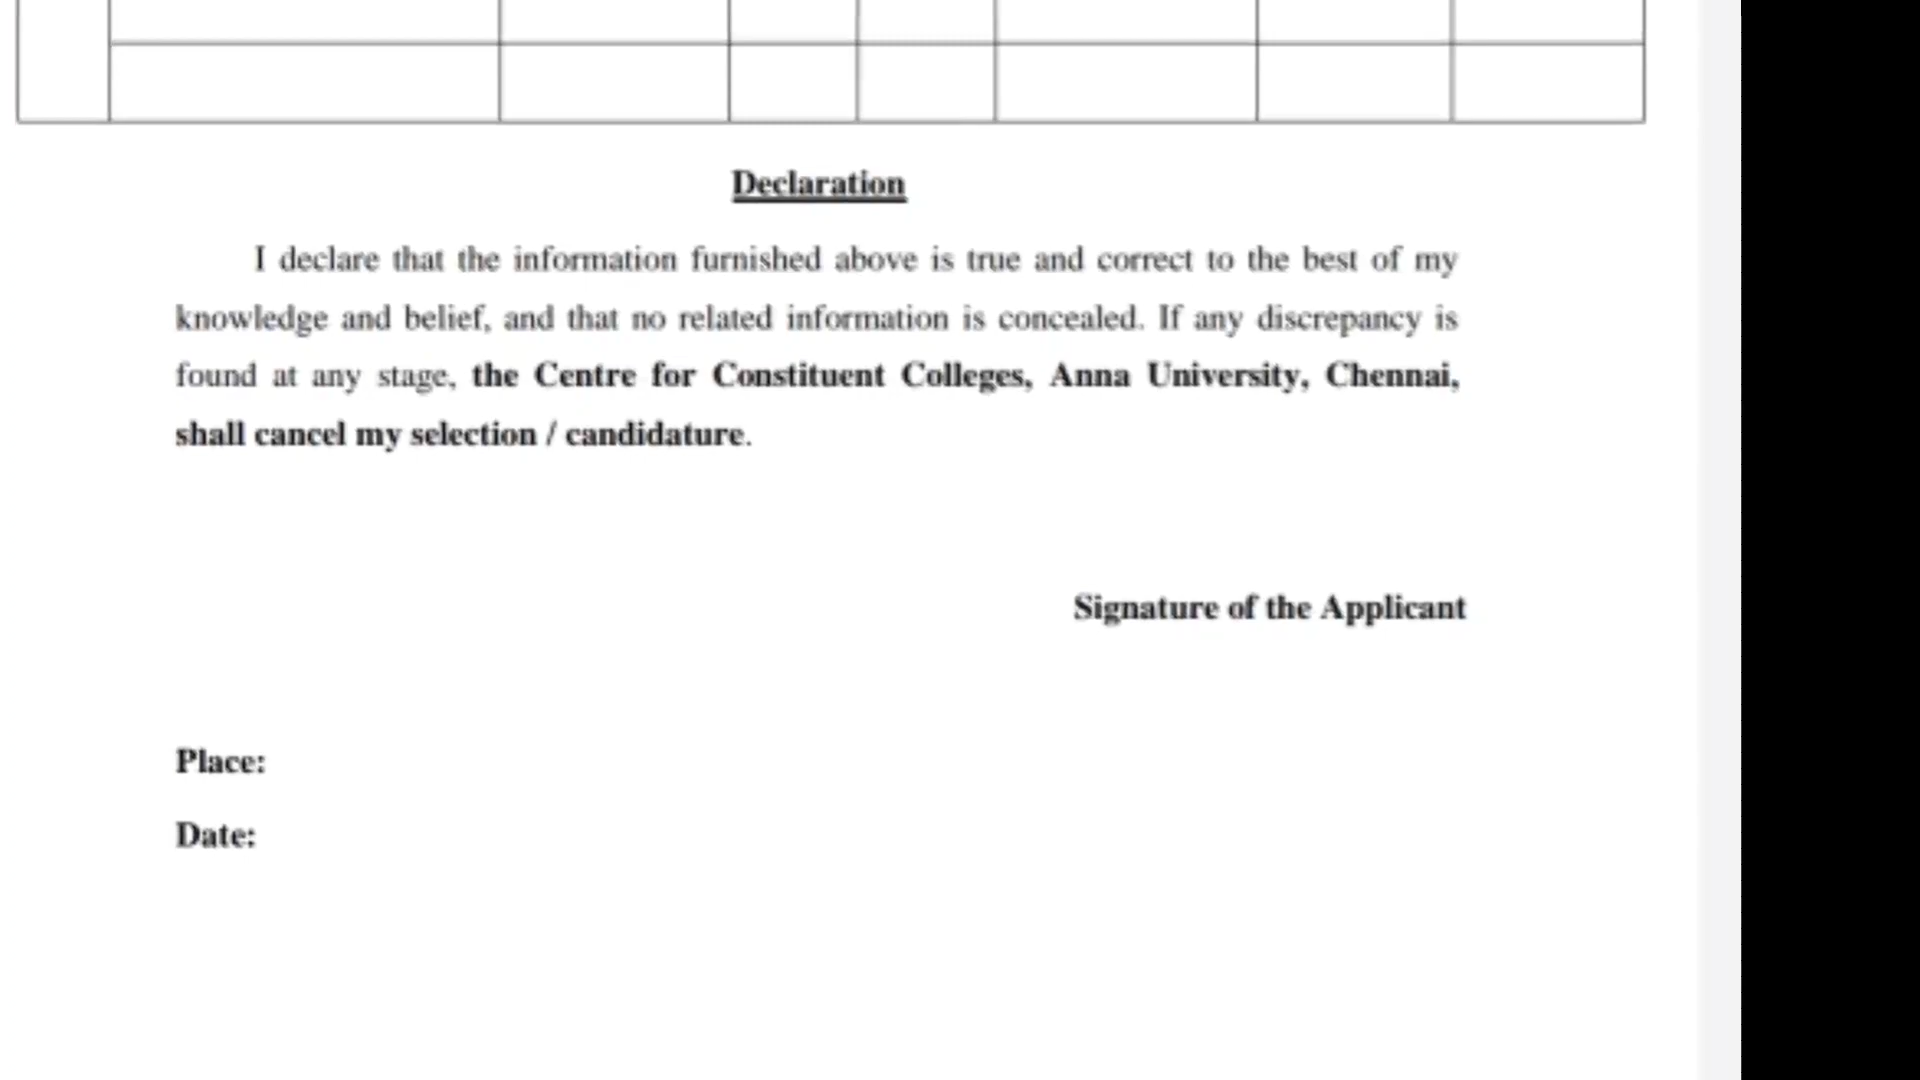 Declaration
I declare that the information furnished above is true and correct to the best of my
knowledge and belief, and that no related information is concealed. If any discrepancy is
found at any stage, the Centre for Constituent Colleges, Anna University, Chennai,
shall cancel my selection / candidature.
Signature of the Applicant
Place:
Date: